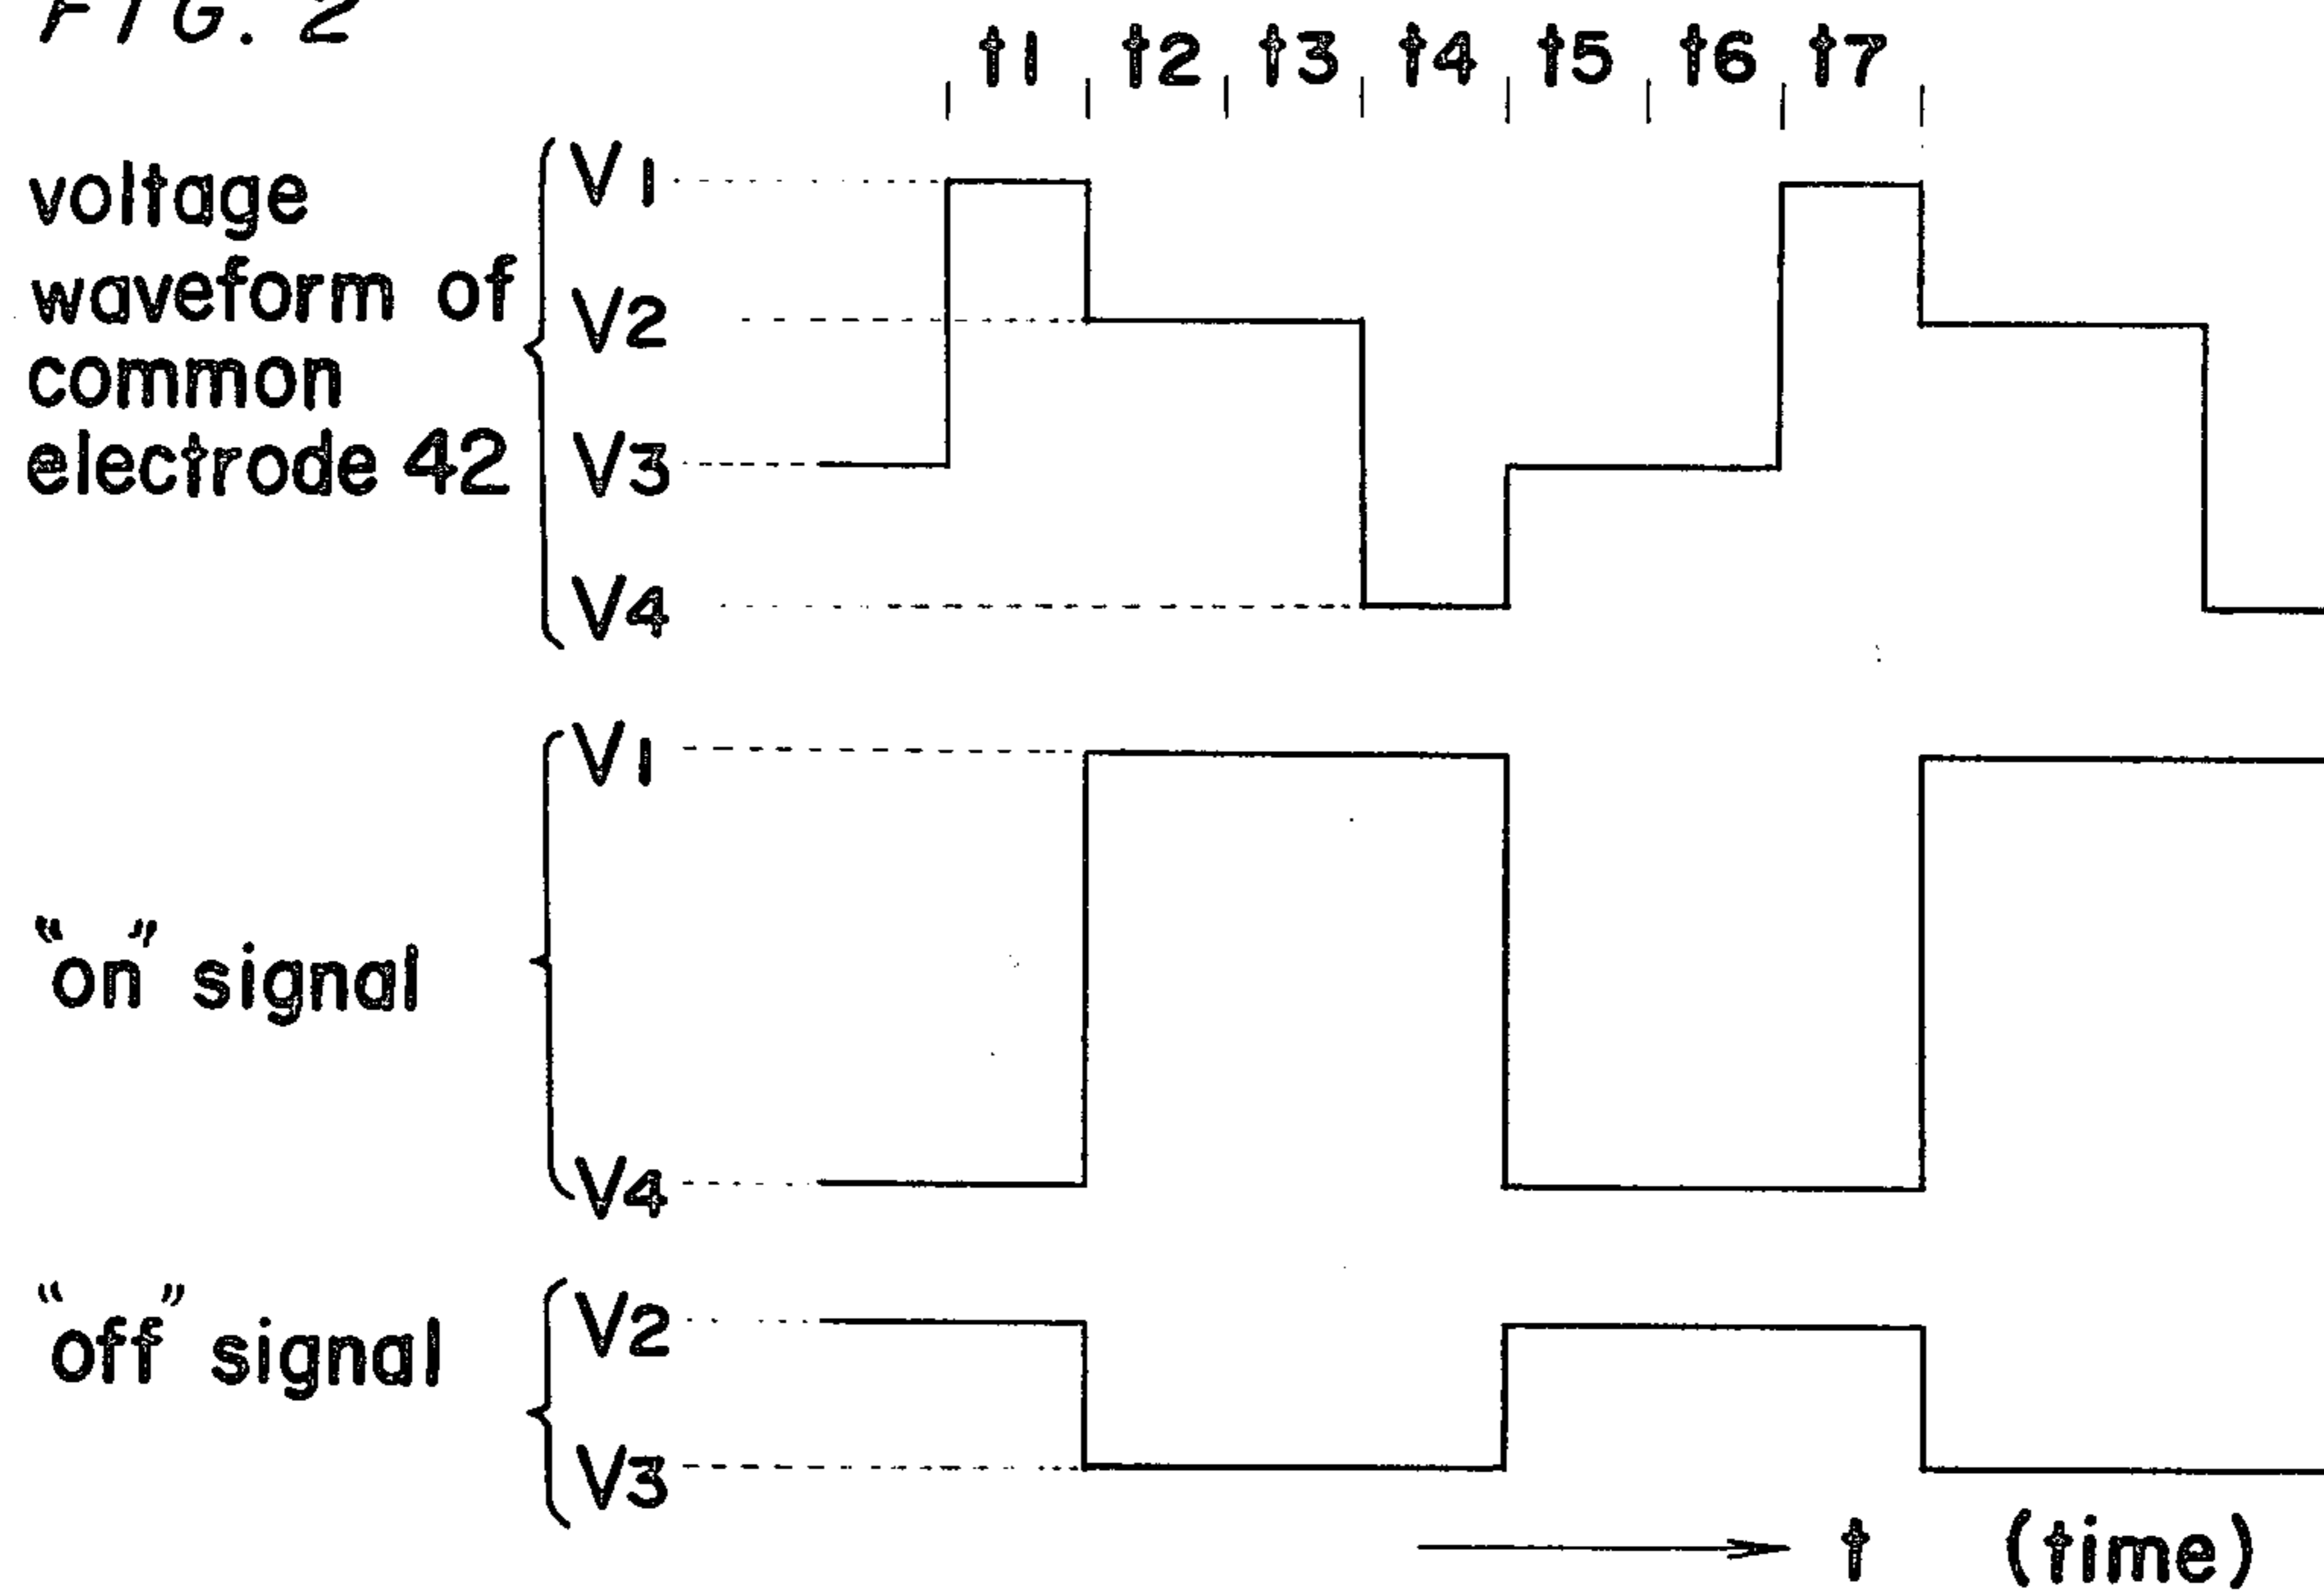 FIG. 2
t1 t2 t3 t4 t5 t6 t7
voltage
waveform of
common
electrode 42
V1
V2
V3
V4
"on" signal
V1
V4
"off" signal
V2
V3
t (time)